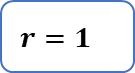 r = 1